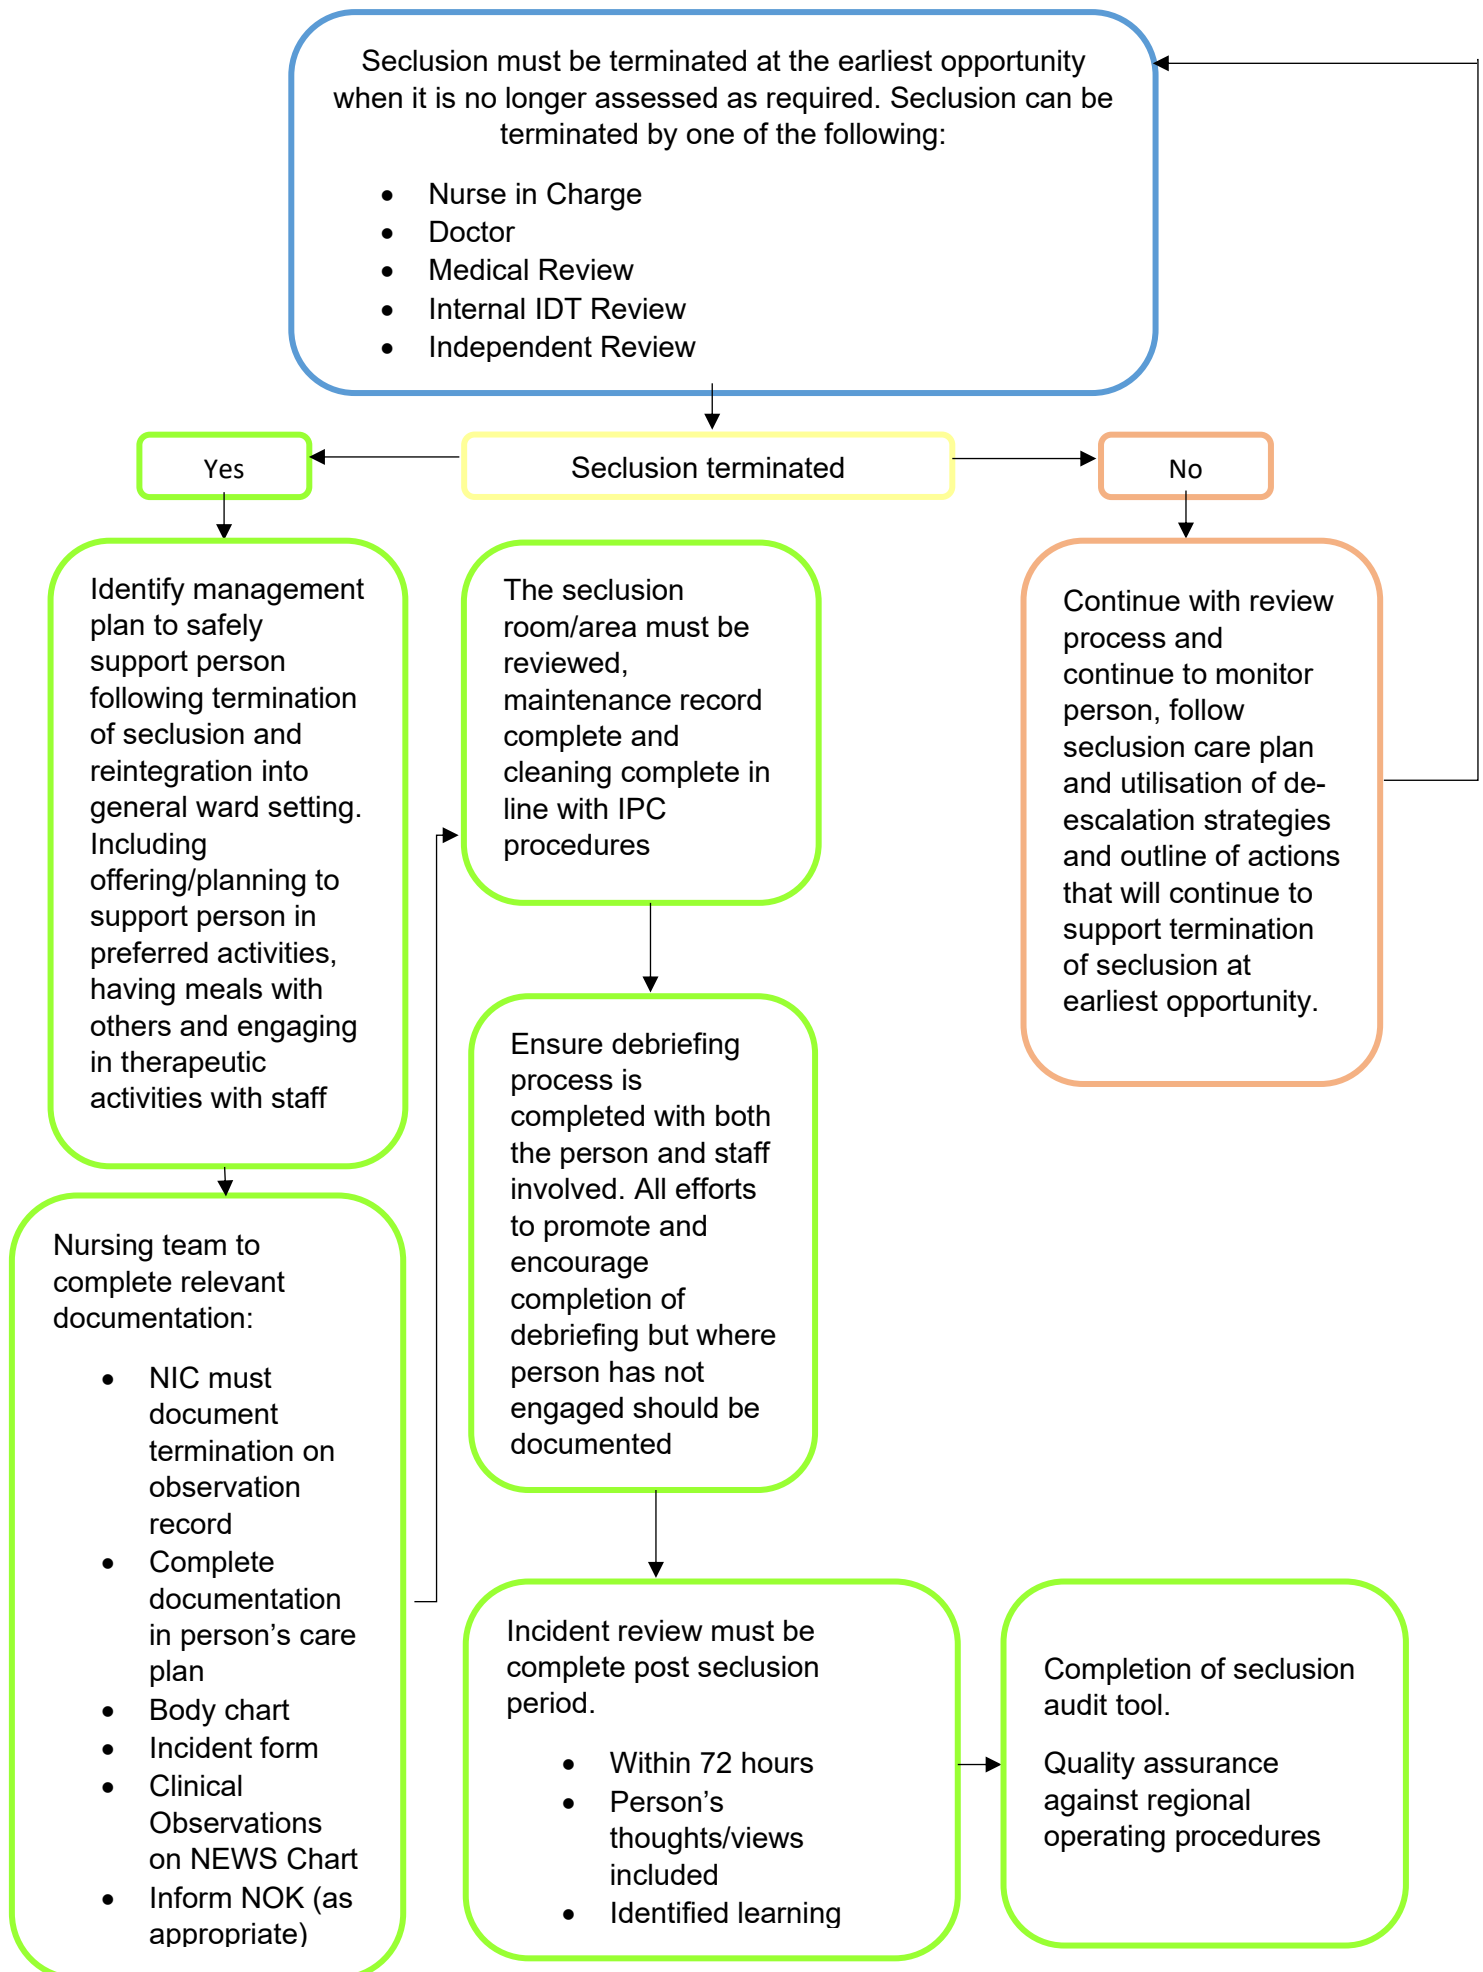 Seclusion must be terminated at the earliest opportunity
when it is no longer assessed as required. Seclusion can be
terminated by one of the following:
• Nurse in Charge
• Doctor
• Medical Review
• Internal IDT Review
• Independent Review
Yes
Seclusion terminated
No
Identify management
plan to safely
support person
following termination
of seclusion and
reintegration into
general ward setting.
Including
offering/planning to
support person in
preferred activities,
having meals with
others and engaging
in therapeutic
activities with staff
Nursing team to
complete relevant
documentation:
• NIC must
document
termination on
observation
record
• Complete
documentation
in person’s care
plan
• Body chart
• Incident form
• Clinical
Observations
on NEWS Chart
• Inform NOK (as
appropriate)
The seclusion
room/area must be
reviewed,
maintenance record
complete and
cleaning complete in
line with IPC
procedures
Ensure debriefing
process is
completed with both
the person and staff
involved. All efforts
to promote and
encourage
completion of
debriefing but where
person has not
engaged should be
documented
Incident review must be
complete post seclusion
period.
• Within 72 hours
• Person’s
thoughts/views
included
• Identified learning
Completion of seclusion
audit tool.
Quality assurance
against regional
operating procedures
Continue with review
process and
continue to monitor
person, follow
seclusion care plan
and utilisation of de-
escalation strategies
and outline of actions
that will continue to
support termination
of seclusion at
earliest opportunity.